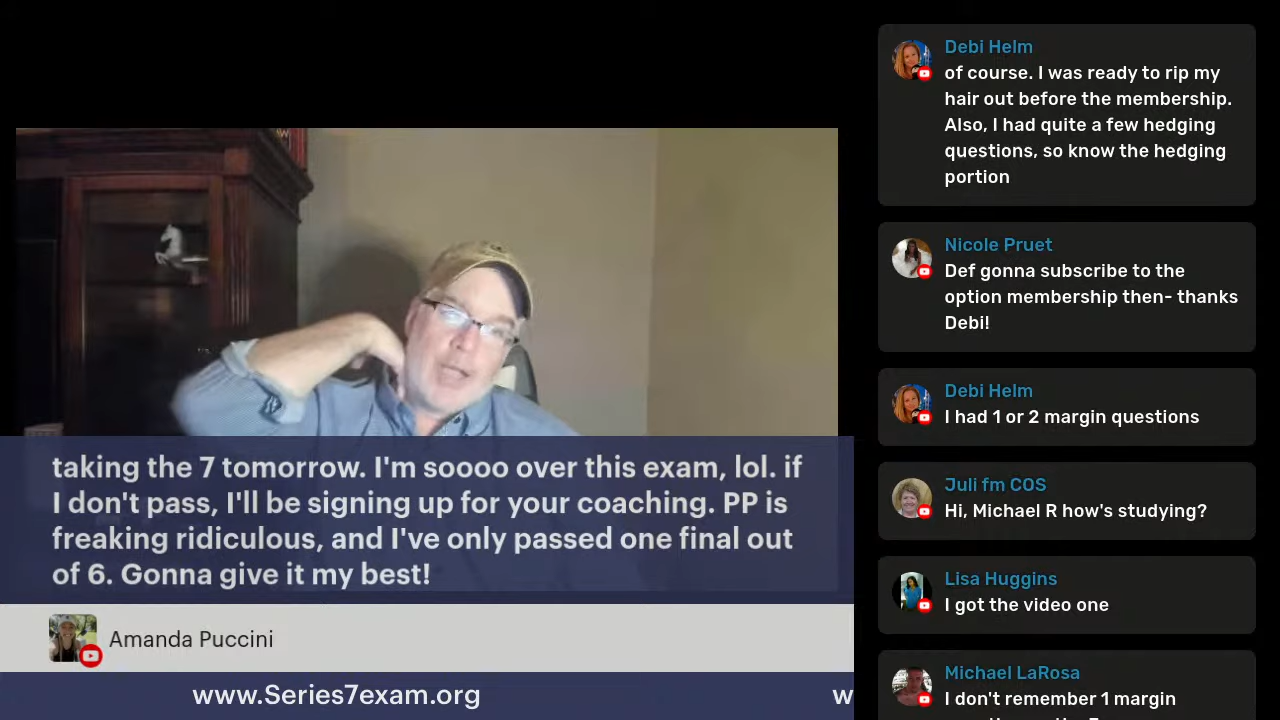 taking the 7 tomorrow. I'm soooo over this exam, lol. if
I don't pass, I'll be signing up for your coaching. PP is
freaking ridiculous, and I've only passed one final out
of 6. Gonna give it my best!
Amanda Puccini
www.Series7exam.org
w
Debi Helm
of course. I was ready to rip my
hair out before the membership.
Also, I had quite a few hedging
questions, so know the hedging
portion
Nicole Pruet
Def gonna subscribe to the
option membership then- thanks
Debi!
Debi Helm
I had 1 or 2 margin questions
Juli fm COS
Hi, Michael R how's studying?
Lisa Huggins
I got the video one
Michael LaRosa
I don't remember 1 margin